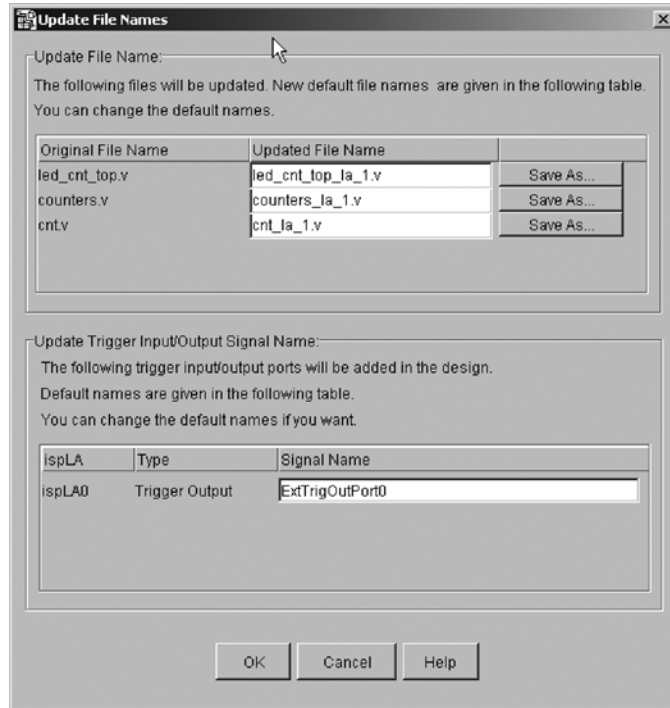 Update File Names
Update File Name:
The following files will be updated. New default file names are given in the following table.
You can change the default names.
Original File Name Updated File Name
led_cnt_top.v led_cnt_top_la_1.v Save As...
counters.v counters_la_1.v Save As...
cnt.v cnt_la_1.v Save As...
Update Trigger Input/Output Signal Name:
The following trigger input/output ports will be added in the design.
Default names are given in the following table.
You can change the default names if you want.
ispLA Type Signal Name
ispLA0 Trigger Output ExtTrigOutPort0
OK Cancel Help